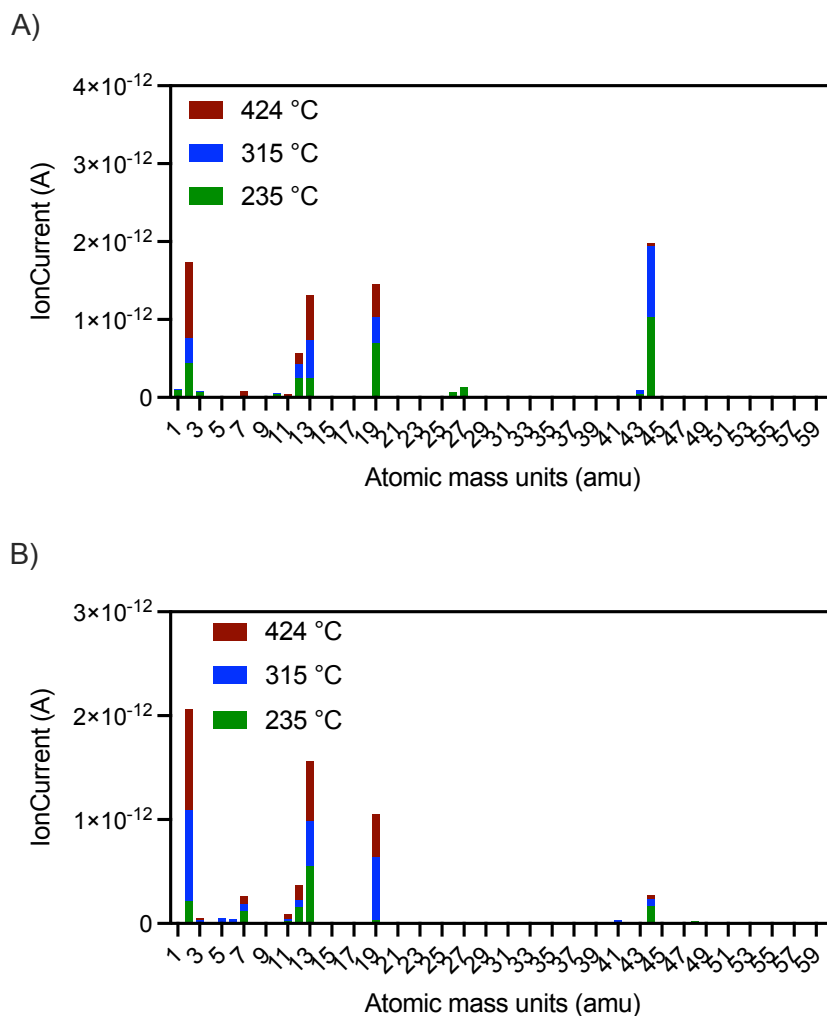 A)
4×10-12
3×10-12
2×10-12
1×10-12
0
IonCurrent (A)
424 °C
315 °C
235 °C
1 3 5 7 9 11 13 15 17 19 21 23 25 27 29 31 33 35 37 39 41 43 45 47 49 51 53 55 57 59
Atomic mass units (amu)
B)
3×10-12
2×10-12
1×10-12
0
IonCurrent (A)
424 °C
315 °C
235 °C
1 3 5 7 9 11 13 15 17 19 21 23 25 27 29 31 33 35 37 39 41 43 45 47 49 51 53 55 57 59
Atomic mass units (amu)